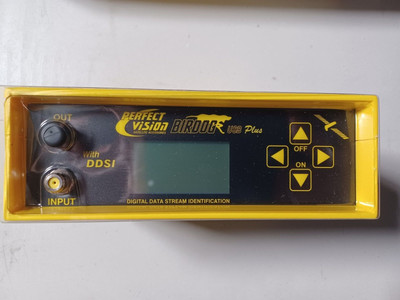 OUT
PERFECT
Vision
BIRDOG
USB Plus
With
DDSI
OFF
ON
INPUT
DIGITAL DATA STREAM IDENTIFICATION